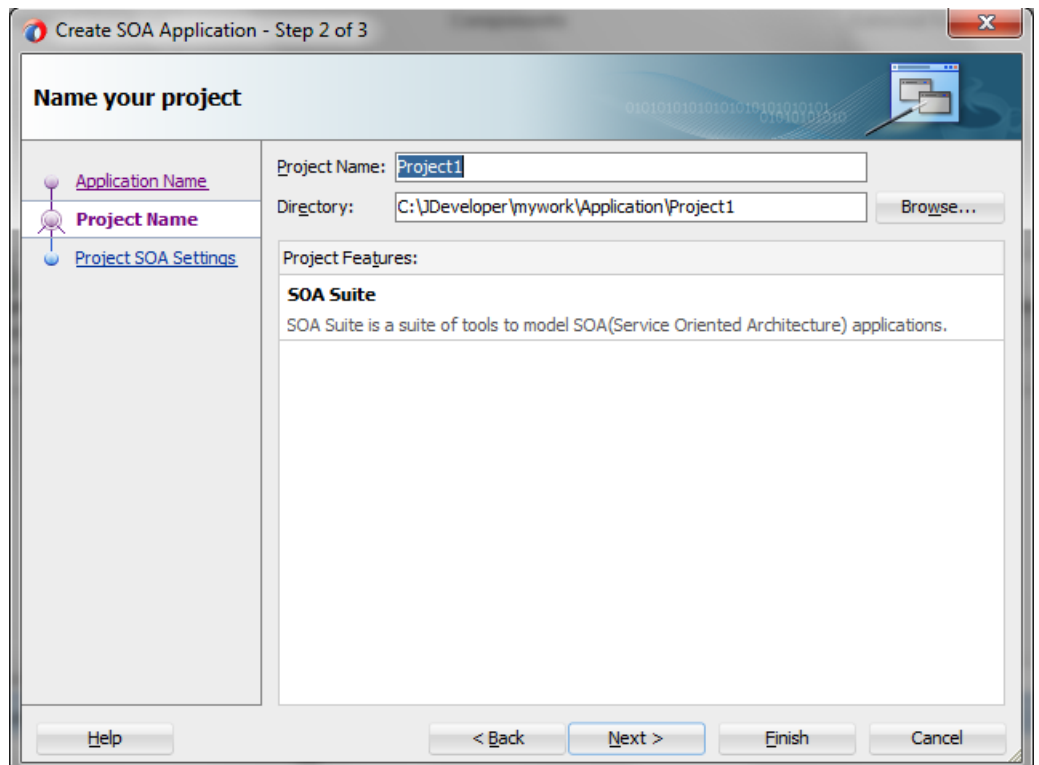 Create SOA Application - Step 2 of 3
Name your project
Application Name
Project Name
Project SOA Settings
Project Name: Project1
Directory: C:\JDeveloper\mywork\Application\Project1 Browse...
Project Features:
SOA Suite
SOA Suite is a suite of tools to model SOA(Service Oriented Architecture) applications.
Help < Back Next > Finish Cancel